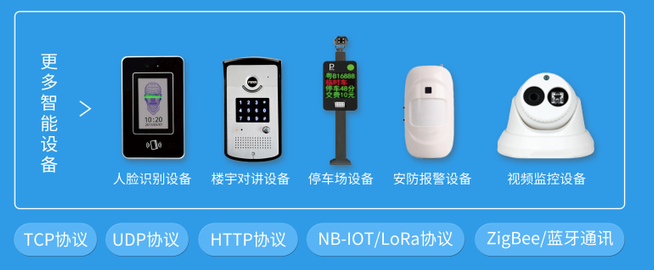 更多智能设备
10:20
P
粤B16888
临时车
停车48分
交费10元
人脸识别设备
楼宇对讲设备
停车场设备
安防报警设备
视频监控设备
TCP协议
UDP协议
HTTP协议
NB-IOT/LoRa协议
ZigBee/蓝牙通讯